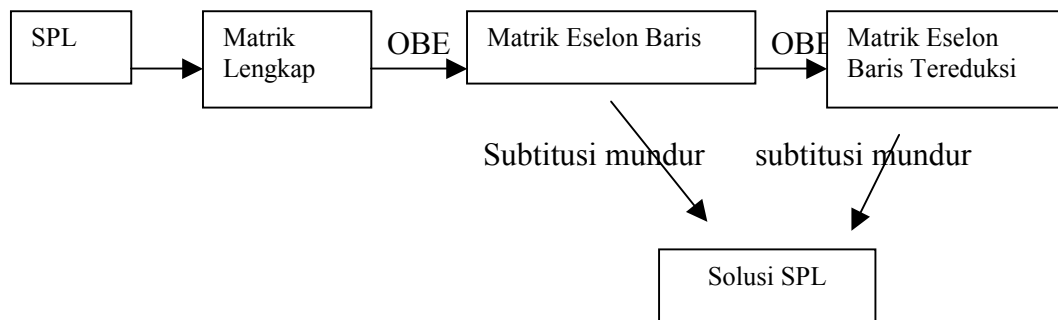 SPL
Matrik
Lengkap
OBE
Matrik Eselon Baris
OBE
Matrik Eselon
Baris Tereduksi
Subtitusi mundur
subtitusi mundur
Solusi SPL